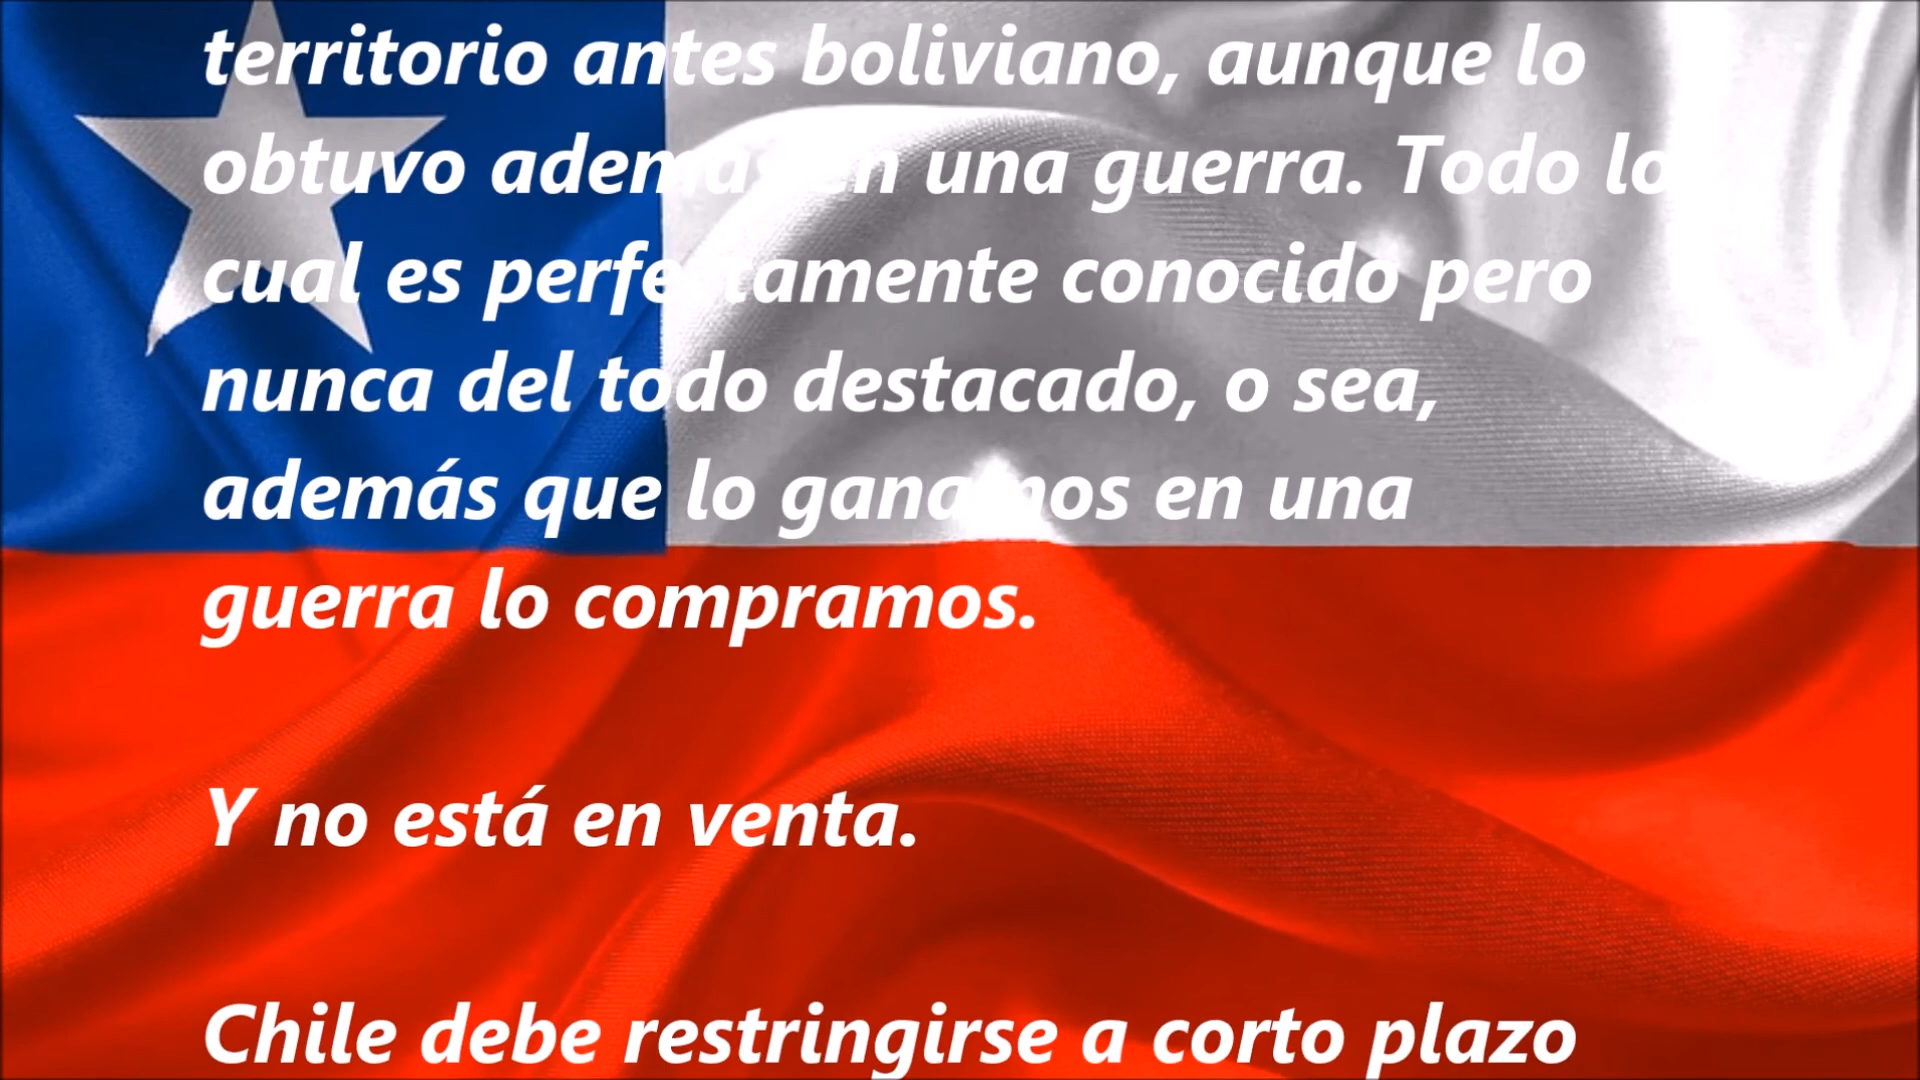 territorio antes boliviano, aunque lo
obtuvo además en una guerra. Todo lo
cual es perfectamente conocido pero
nunca del todo destacado, o sea,
además que lo ganamos en una
guerra lo compramos.
Y no está en venta.
Chile debe restringirse a corto plazo